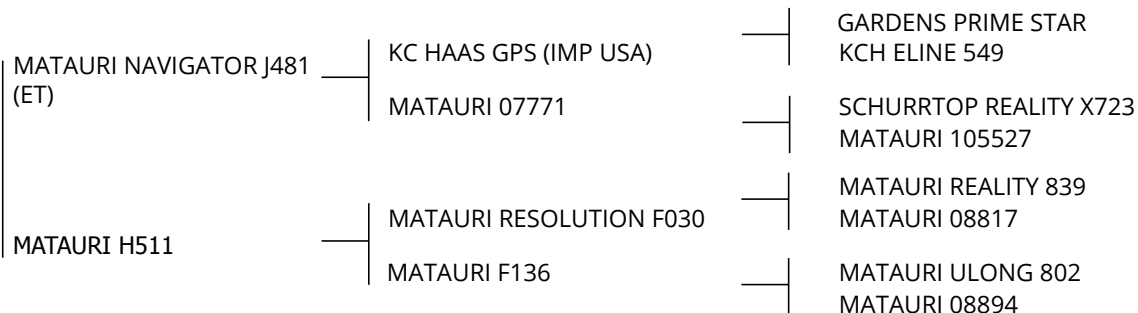 MATAURI NAVIGATOR J481
(ET)
MATAURI H511
KC HAAS GPS (IMP USA)
MATAURI 07771
MATAURI RESOLUTION F030
MATAURI F136
GARDENS PRIME STAR
KCH ELINE 549
SCHURRTOP REALITY X723
MATAURI 105527
MATAURI REALITY 839
MATAURI 08817
MATAURI ULONG 802
MATAURI 08894